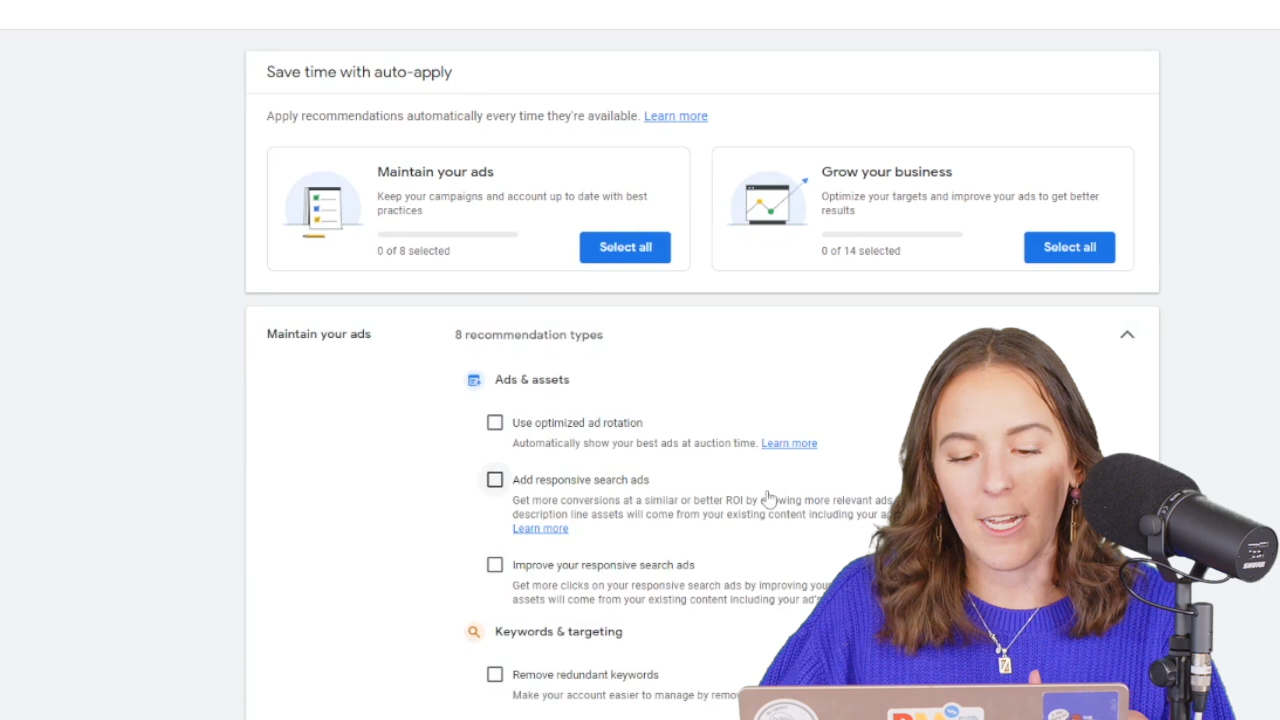 Save time with auto-apply
Apply recommendations automatically every time they're available. Learn more
Maintain your ads
Keep your campaigns and account up to date with best
practices
0 of 8 selected
Select all
Grow your business
Optimize your targets and improve your ads to get better
results
0 of 14 selected
Select all
Maintain your ads
8 recommendation types
Ads & assets
Use optimized ad rotation
Automatically show your best ads at auction time. Learn more
Add responsive search ads
Get more conversions at a similar or better ROI by showing more relevant ads.
description line assets will come from your existing content including your
Learn more
Improve your responsive search ads
Get more clicks on your responsive search ads by improving your
assets will come from your existing content including your ad's
Keywords & targeting
Remove redundant keywords
Make your account easier to manage by
SHURE